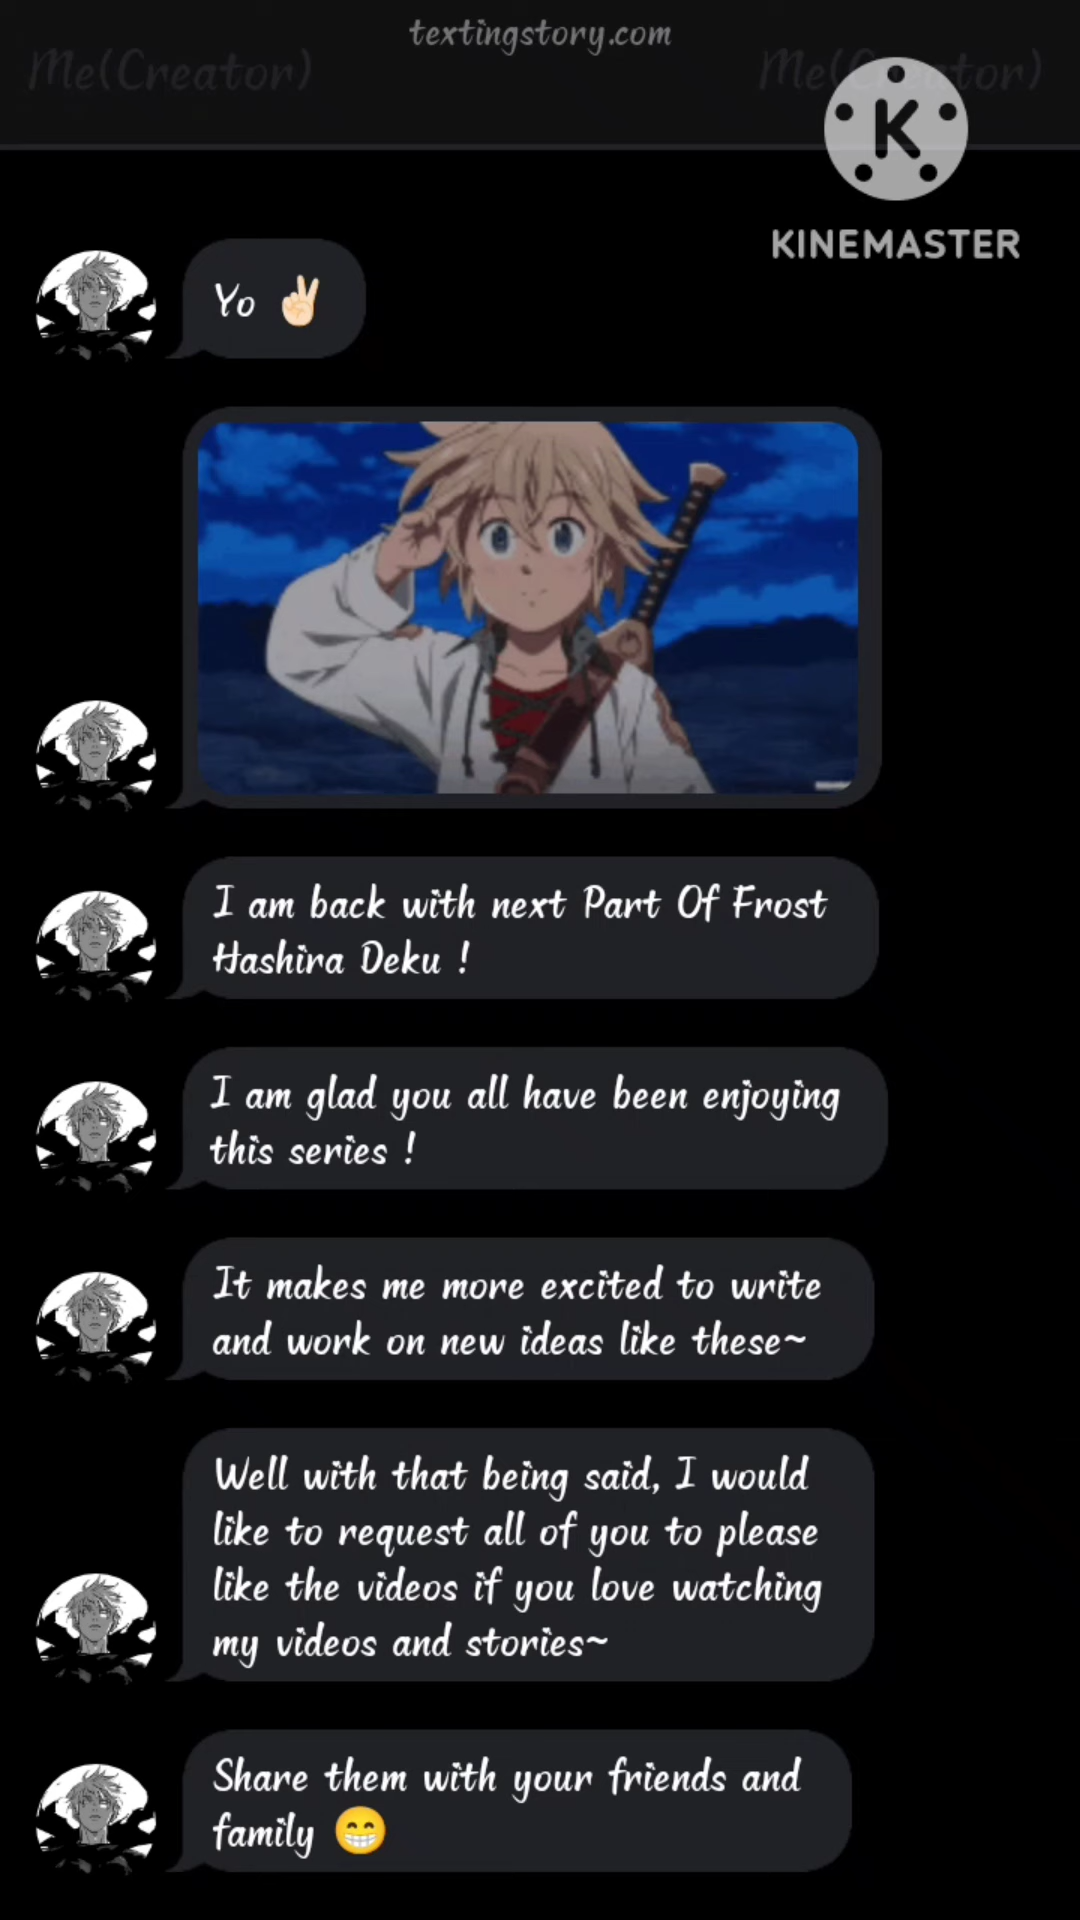 textingstory.com
Me(Creator)
Me(Creator)
K
KINEMASTER
Yo ✌🏻
I am back with next Part Of Frost
Hashira Deku !
I am glad you all have been enjoying
this series !
It makes me more excited to write
and work on new ideas like these~
Well with that being said, I would
like to request all of you to please
like the videos if you love watching
my videos and stories~
Share them with your friends and
family 😁